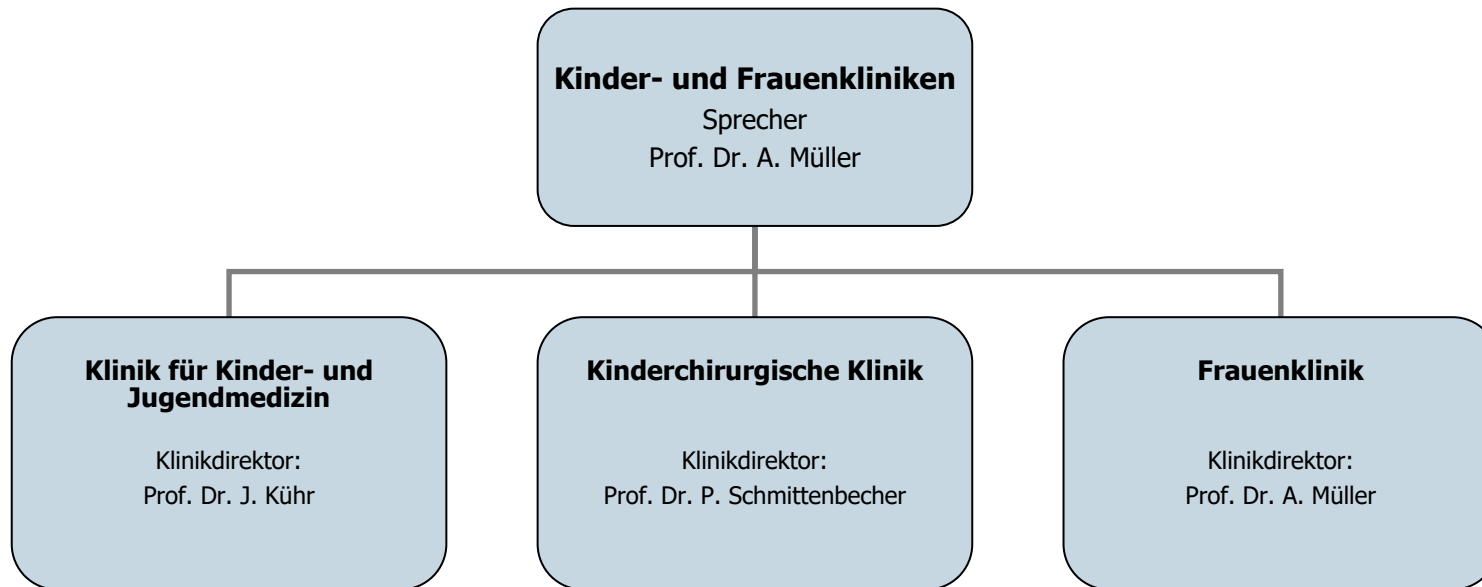 Kinder- und Frauenkliniken
Sprecher
Prof. Dr. A. Müller
Klinik für Kinder- und
Jugendmedizin
Klinikdirektor:
Prof. Dr. J. Kühr
Kinderchirurgische Klinik
Klinikdirektor:
Prof. Dr. P. Schmittenbecher
Frauenklinik
Klinikdirektor:
Prof. Dr. A. Müller